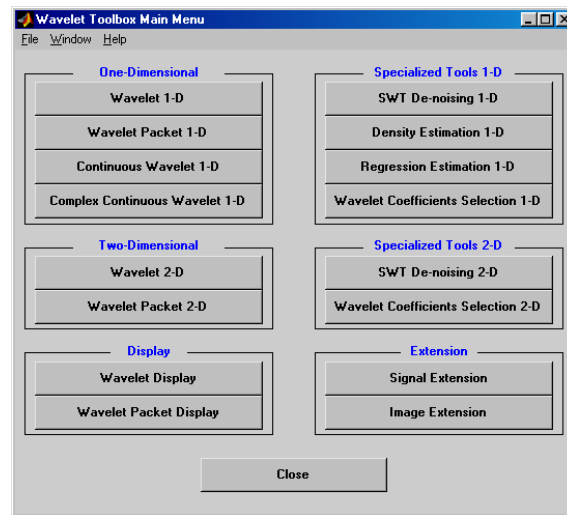 Wavelet Toolbox Main Menu
File Window Help
One-Dimensional
Wavelet 1-D
Wavelet Packet 1-D
Continuous Wavelet 1-D
Complex Continuous Wavelet 1-D
Specialized Tools 1-D
SWT De-noising 1-D
Density Estimation 1-D
Regression Estimation 1-D
Wavelet Coefficients Selection 1-D
Two-Dimensional
Wavelet 2-D
Wavelet Packet 2-D
Specialized Tools 2-D
SWT De-noising 2-D
Wavelet Coefficients Selection 2-D
Display
Wavelet Display
Wavelet Packet Display
Extension
Signal Extension
Image Extension
Close